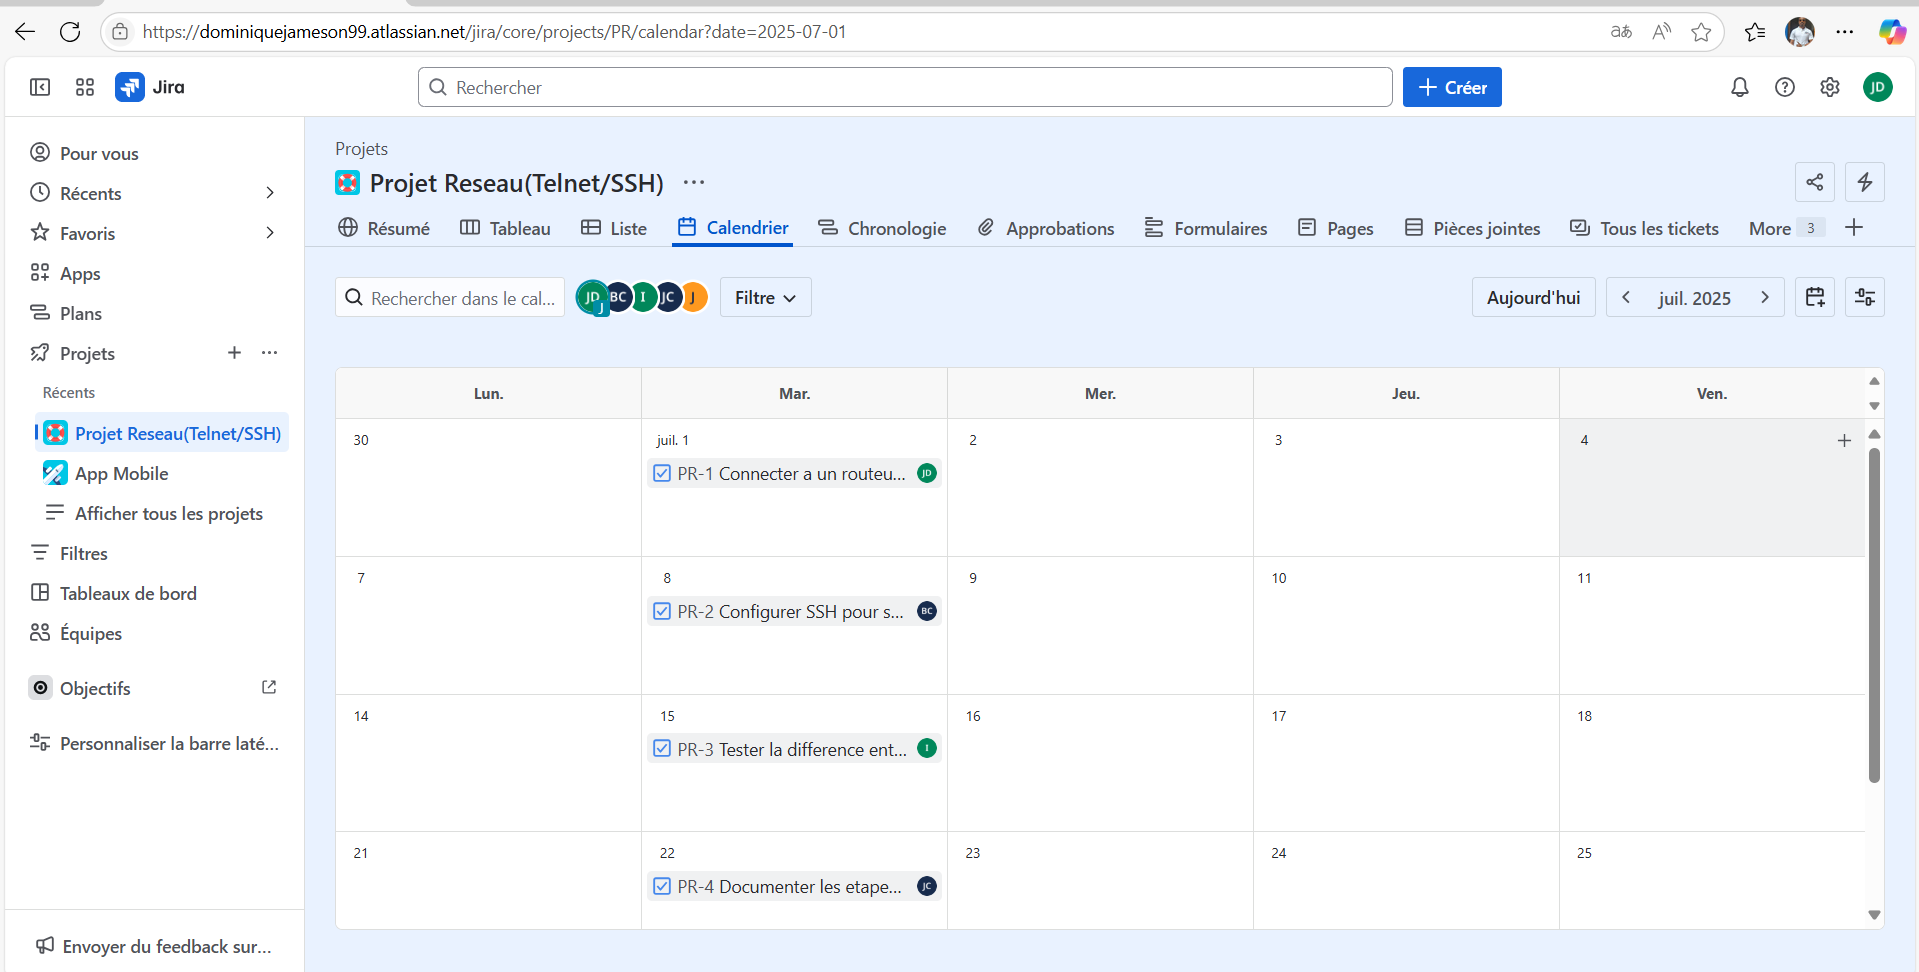 https://dominiquejameson99.atlassian.net/jira/core/projects/PR/calendar?date=2025-07-01
Jira
Rechercher
Créer
JD
Pour vous
Récents
Favoris
Apps
Plans
Projets
Récents
Projet Reseau(Telnet/SSH)
App Mobile
Afficher tous les projets
Filtres
Tableaux de bord
Équipes
Objectifs
Personnaliser la barre laté...
Envoyer du feedback sur...
Projets
Projet Reseau(Telnet/SSH)
Résumé
Tableau
Liste
Calendrier
Chronologie
Approbations
Formulaires
Pages
Pièces jointes
Tous les tickets
More 3
Rechercher dans le cal...
JD J BC I JC J
Filtre
Aujourd'hui
juil. 2025
Lun. Mar. Mer. Jeu. Ven.
30 juil. 1 2 3 4
PR-1 Connecter a un routeu... JD
7 8 9 10 11
PR-2 Configurer SSH pour s... BC
14 15 16 17 18
PR-3 Tester la difference ent... I
21 22 23 24 25
PR-4 Documenter les etape... JC